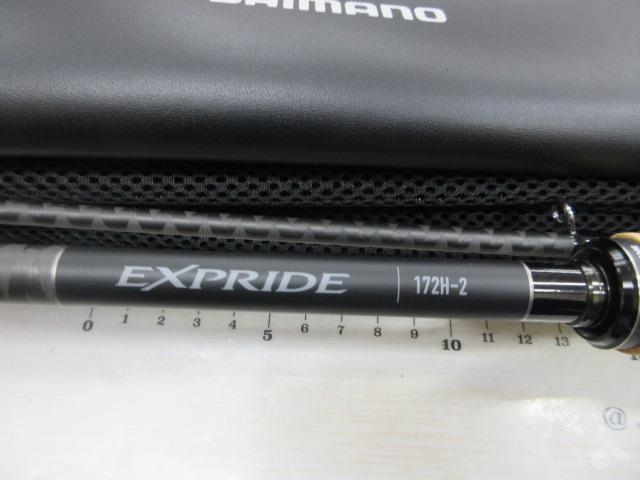 SHIMANO
EXPRIDE 172H-2
0 1 2 3 4 5 6 7 8 9 10 11 12 13
@